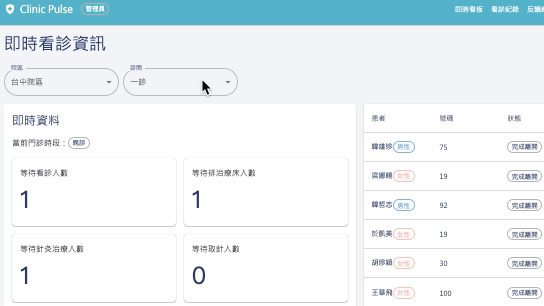 Clinic Pulse 管理員 即時看板 看診紀錄
即時看診資訊
院區 診間
台中院區 一診
即時資料
當前門診時段： 晚診
等待看診人數 等待排治療床人數
1 1
等待針灸治療人數 等待取針人數
1 0
患者 號碼 狀態
韓雄珍 男性 75 完成離開
梁娜曉 女性 19 完成離開
韓哲志 男性 92 完成離開
於凱美 女性 19 完成離開
胡珍穎 女性 30 完成離開
王華飛 女性 100 完成離開